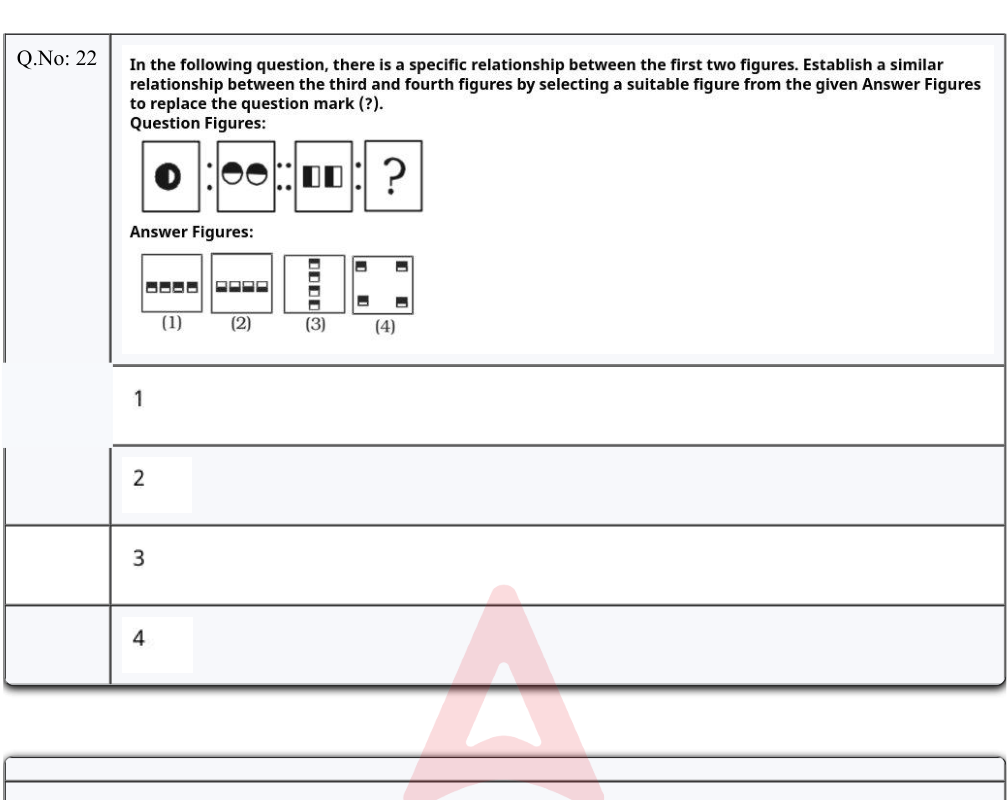 Q.No: 22
In the following question, there is a specific relationship between the first two figures. Establish a similar
relationship between the third and fourth figures by selecting a suitable figure from the given Answer Figures
to replace the question mark (?).
Question Figures:
: :: : ?
Answer Figures:
(1) (2) (3) (4)
1
2
3
4